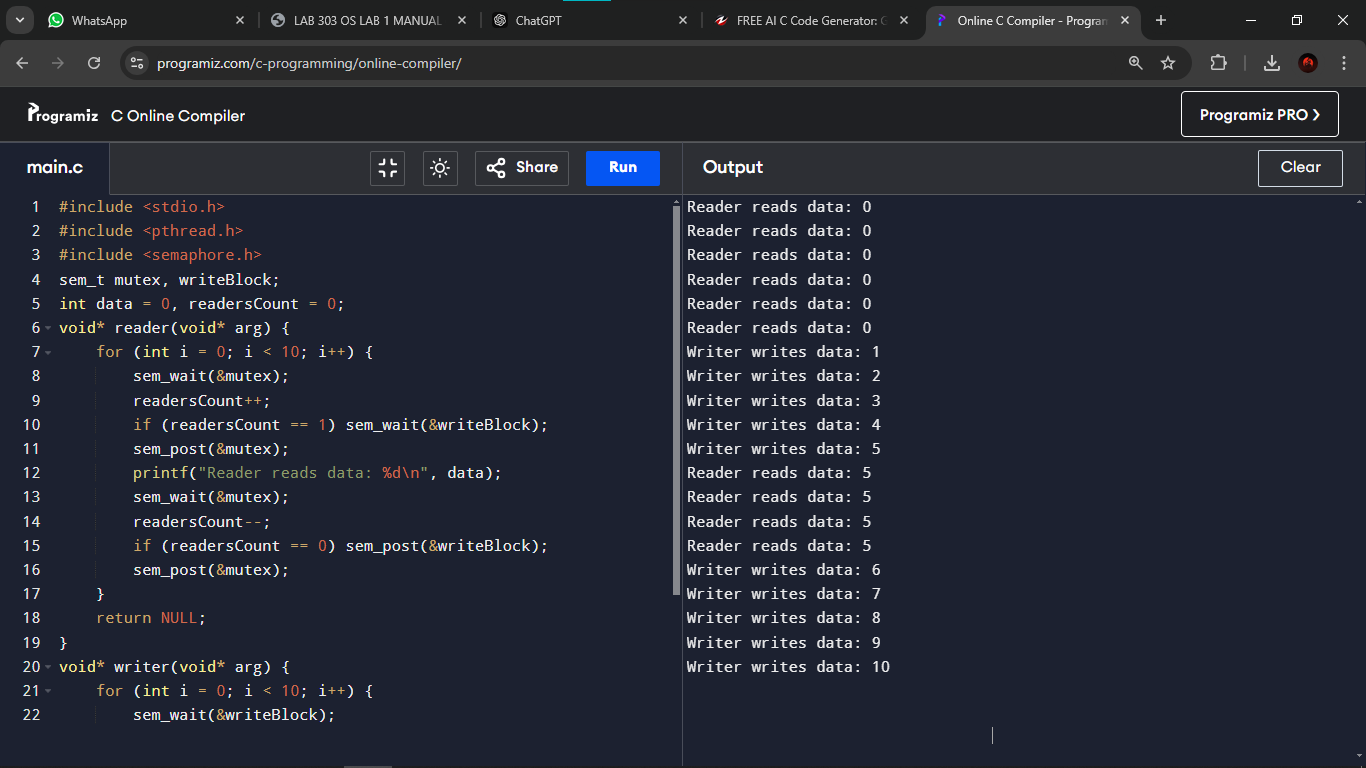 WhatsApp
LAB 303 OS LAB 1 MANUAL
ChatGPT
FREE AI C Code Generator:
Online C Compiler - Program
programiz.com/c-programming/online-compiler/
Programiz C Online Compiler
Programiz PRO
main.c
Share
Run
Output
Clear
1 #include <stdio.h>
2 #include <pthread.h>
3 #include <semaphore.h>
4 sem_t mutex, writeBlock;
5 int data = 0, readersCount = 0;
6 void* reader(void* arg) {
7 for (int i = 0; i < 10; i++) {
8 sem_wait(&mutex);
9 readersCount++;
10 if (readersCount == 1) sem_wait(&writeBlock);
11 sem_post(&mutex);
12 printf("Reader reads data: %d\n", data);
13 sem_wait(&mutex);
14 readersCount--;
15 if (readersCount == 0) sem_post(&writeBlock);
16 sem_post(&mutex);
17 }
18 return NULL;
19 }
20 void* writer(void* arg) {
21 for (int i = 0; i < 10; i++) {
22 sem_wait(&writeBlock);
Reader reads data: 0
Reader reads data: 0
Reader reads data: 0
Reader reads data: 0
Reader reads data: 0
Reader reads data: 0
Writer writes data: 1
Writer writes data: 2
Writer writes data: 3
Writer writes data: 4
Writer writes data: 5
Reader reads data: 5
Reader reads data: 5
Reader reads data: 5
Reader reads data: 5
Writer writes data: 6
Writer writes data: 7
Writer writes data: 8
Writer writes data: 9
Writer writes data: 10